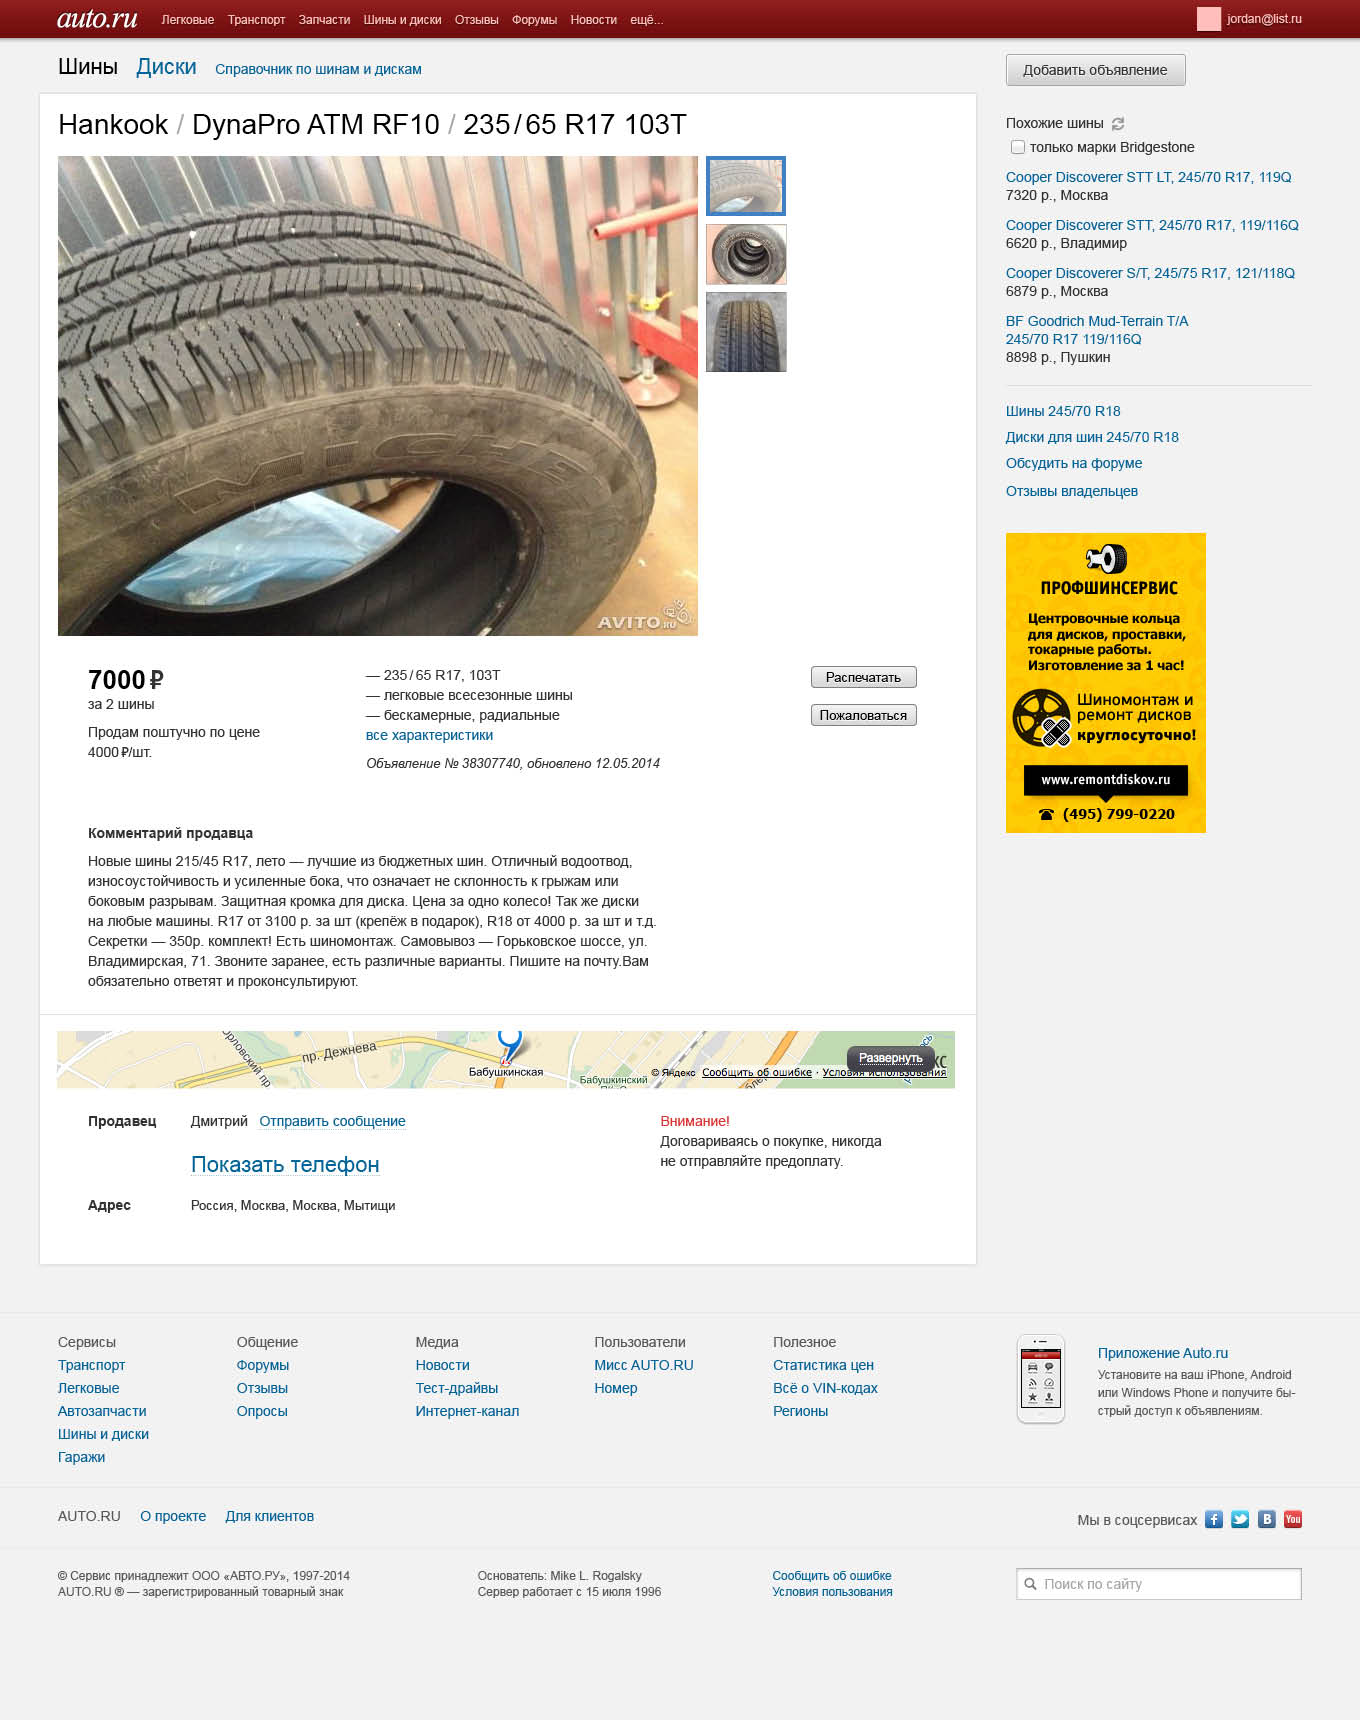 auto.ru
Легковые Транспорт Запчасти Шины и диски Отзывы Форумы Новости ещё...
jordan@list.ru
Шины Диски Справочник по шинам и дискам
Добавить объявление
Hankook / DynaPro ATM RF10 / 235/65 R17 103T
AVITO.RU
7000 ₽
за 2 шины
Продам поштучно по цене
4000 ₽/шт.
— 235/65 R17, 103T
— легковые всесезонные шины
— бескамерные, радиальные
все характеристики
Объявление № 38307740, обновлено 12.05.2014
Распечатать
Пожаловаться
Комментарий продавца
Новые шины 215/45 R17, лето — лучшие из бюджетных шин. Отличный водоотвод,
износоустойчивость и усиленные бока, что означает не склонность к грыжам или
боковым разрывам. Защитная кромка для диска. Цена за одно колесо! Так же диски
на любые машины. R17 от 3100 р. за шт (крепёж в подарок), R18 от 4000 р. за шт и т.д.
Секретки — 350р. комплект! Есть шиномонтаж. Самовывоз — Горьковское шоссе, ул.
Владимирская, 71. Звоните заранее, есть различные варианты. Пишите на почту.Вам
обязательно ответят и проконсультируют.
орловский пр.
пр. Дежнева
Бабушкинская
Бабушкинский
Развернуть
© Яндекс Сообщить об ошибке · Условия использования
Продавец Дмитрий Отправить сообщение
Показать телефон
Адрес Россия, Москва, Москва, Мытищи
Внимание!
Договариваясь о покупке, никогда
не отправляйте предоплату.
Похожие шины
только марки Bridgestone
Cooper Discoverer STT LT, 245/70 R17, 119Q
7320 р., Москва
Cooper Discoverer STT, 245/70 R17, 119/116Q
6620 р., Владимир
Cooper Discoverer S/T, 245/75 R17, 121/118Q
6879 р., Москва
BF Goodrich Mud-Terrain T/A
245/70 R17 119/116Q
8898 р., Пушкин
Шины 245/70 R18
Диски для шин 245/70 R18
Обсудить на форуме
Отзывы владельцев
ПРОФШИНСЕРВИС
Центровочные кольца
для дисков, проставки,
токарные работы.
Изготовление за 1 час!
Шиномонтаж и
ремонт дисков
круглосуточно!
www.remontdiskov.ru
(495) 799-0220
Сервисы
Транспорт
Легковые
Автозапчасти
Шины и диски
Гаражи
Общение
Форумы
Отзывы
Опросы
Медиа
Новости
Тест-драйвы
Интернет-канал
Пользователи
Мисс AUTO.RU
Номер
Полезное
Статистика цен
Всё о VIN-кодах
Регионы
Приложение Auto.ru
Установите на ваш iPhone, Android
или Windows Phone и получите бы-
стрый доступ к объявлениям.
AUTO.RU О проекте Для клиентов
Мы в соцсервисах
f B You
© Сервис принадлежит ООО «АВТО.РУ», 1997-2014
AUTO.RU ® — зарегистрированный товарный знак
Основатель: Mike L. Rogalsky
Сервер работает с 15 июля 1996
Сообщить об ошибке
Условия пользования
Поиск по сайту